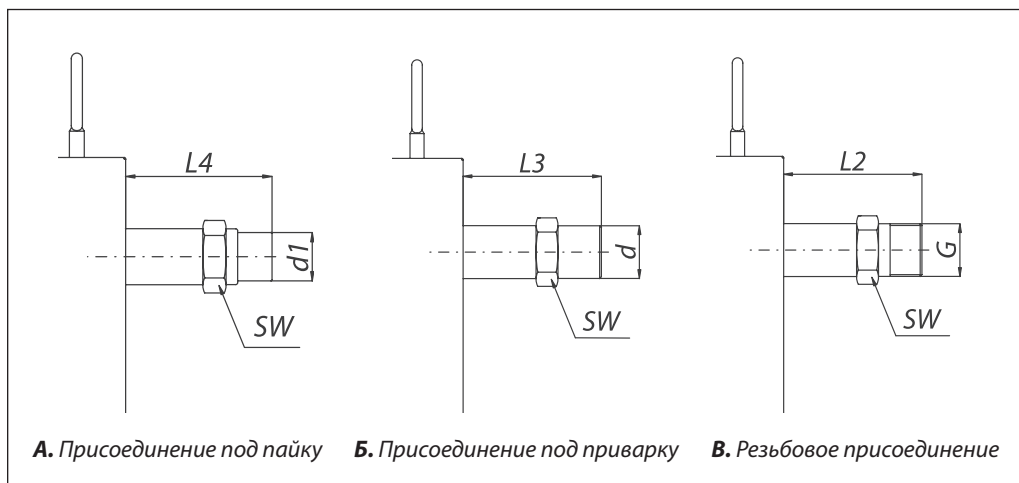 L4
d1
SW
L3
d
SW
L2
G
SW
А. Присоединение под пайку
Б. Присоединение под приварку
В. Резьбовое присоединение